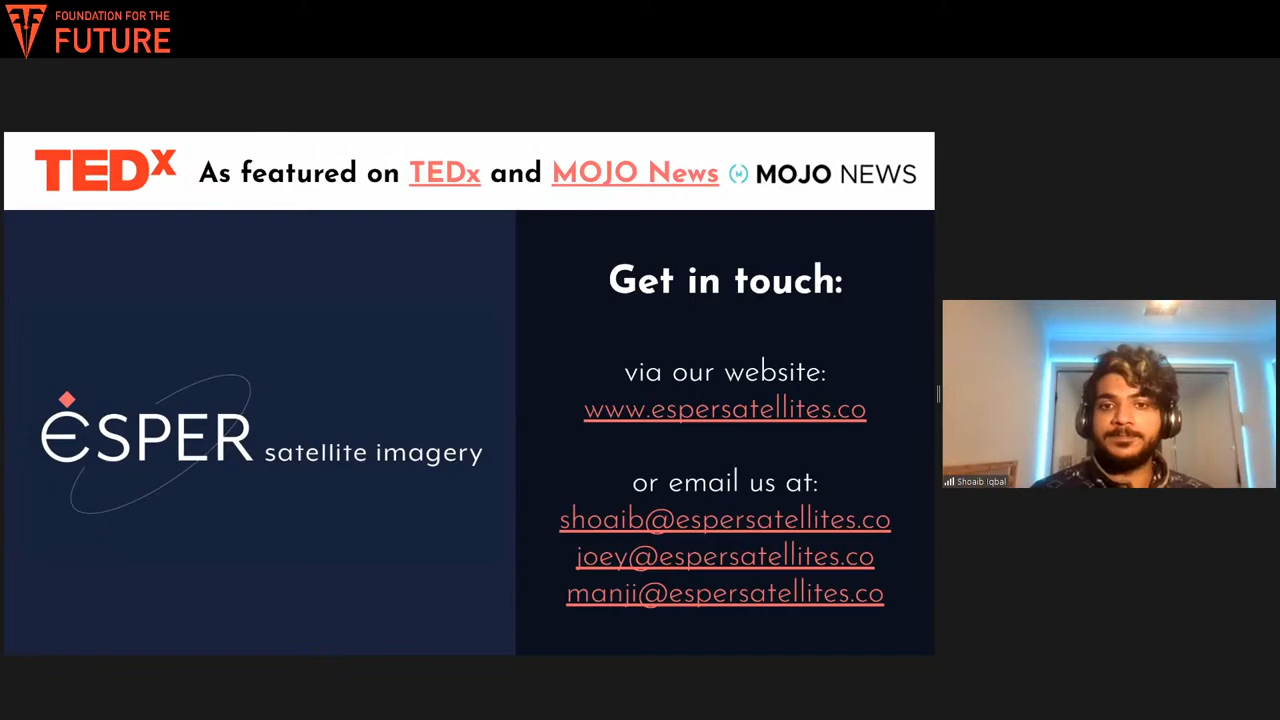 FOUNDATION FOR THE
FUTURE
TEDx As featured on TEDx and MOJO News MOJO NEWS
Get in touch:
via our website:
www.espersatellites.co
ESPER satellite imagery
or email us at:
shoaib@espersatellites.co
joey@espersatellites.co
manji@espersatellites.co
Shoaib Iqbal